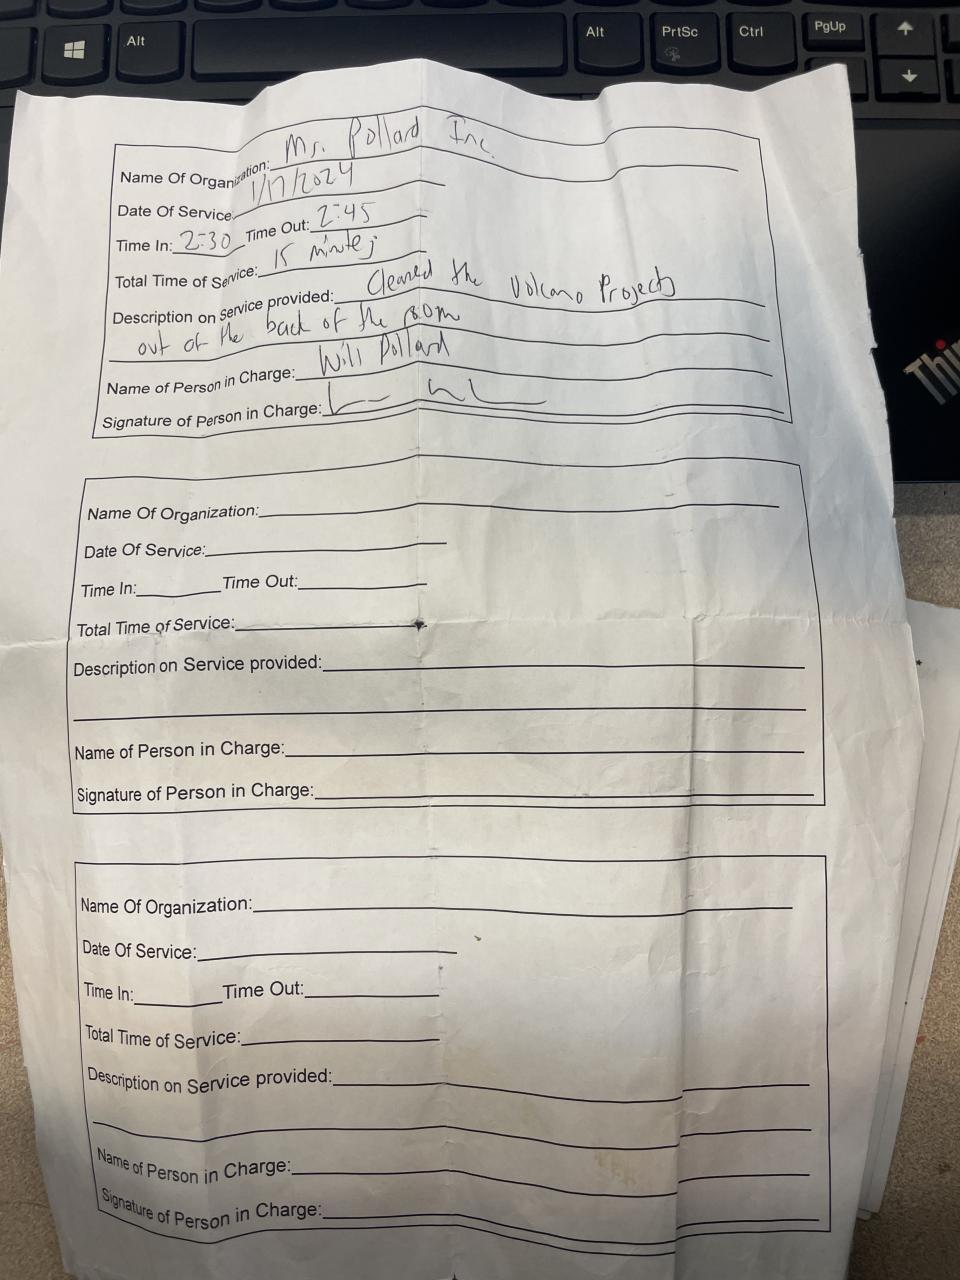 Alt
Alt
PrtSc
Ctrl
PgUp
Name Of Organization: Mr. Pollard Inc.
Date Of Service: 1/17/2024
Time In: 2:30 Time Out: 2:45
Total Time of Service: 15 minutes
Description on Service provided: Cleaned the Volcano Projects
out of the back of the room
Name of Person in Charge: Will Pollard
Signature of Person in Charge:
Name Of Organization:
Date Of Service:
Time In: Time Out:
Total Time of Service:
Description on Service provided:
Name of Person in Charge:
Signature of Person in Charge:
Name Of Organization:
Date Of Service:
Time In: Time Out:
Total Time of Service:
Description on Service provided:
Name of Person in Charge:
Signature of Person in Charge:
Thin